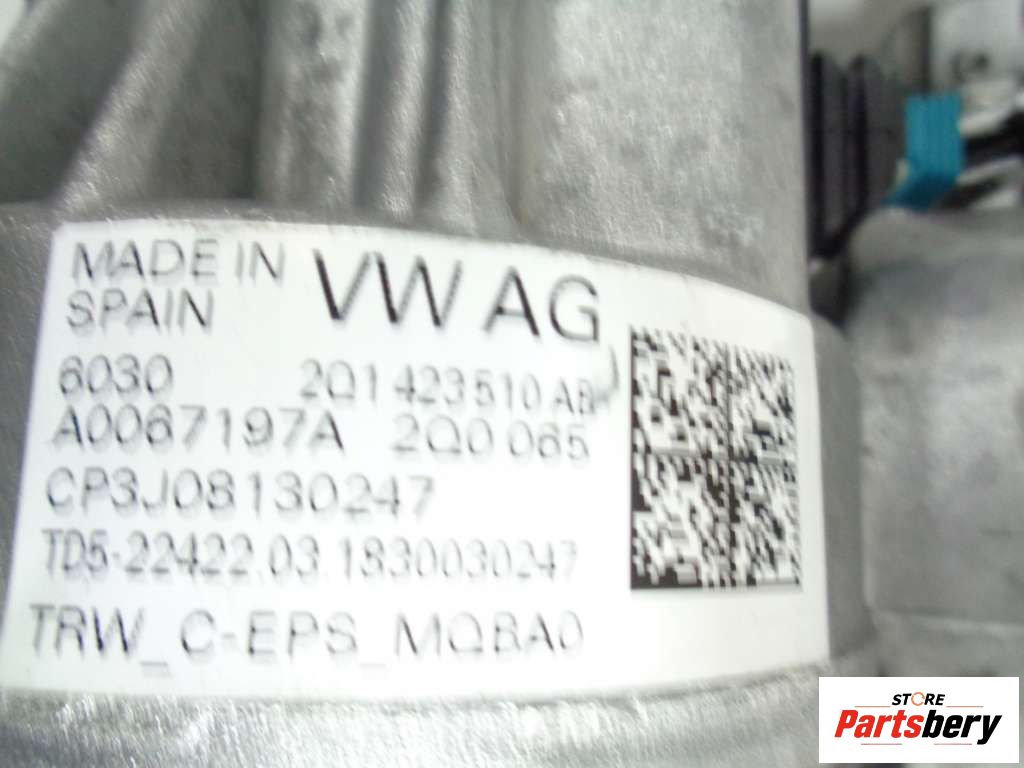 MADE IN VW AG
SPAIN
6030 2Q1 423 510 AB
A0067197A 2Q0 065
CP3J08130247
TD5-22422.03.1830030247
TRW_C-EPS_MQBA0
STORE
Partsbery